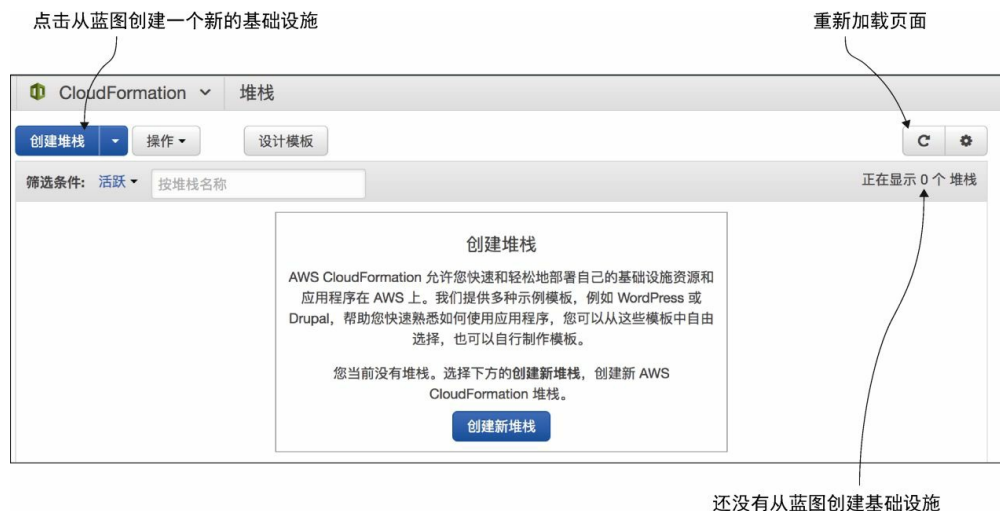 点击从蓝图创建一个新的基础设施
重新加载页面
CloudFormation
堆栈
创建堆栈
操作
设计模板
筛选条件: 活跃 按堆栈名称
正在显示 0 个 堆栈
创建堆栈
AWS CloudFormation 允许您快速和轻松地部署自己的基础设施资源和
应用程序在 AWS 上。我们提供多种示例模板，例如 WordPress 或
Drupal，帮助您快速熟悉如何使用应用程序，您可以从这些模板中自由
选择，也可以自行制作模板。
您当前没有堆栈。选择下方的创建新堆栈，创建新 AWS
CloudFormation 堆栈。
创建新堆栈
还没有从蓝图创建基础设施